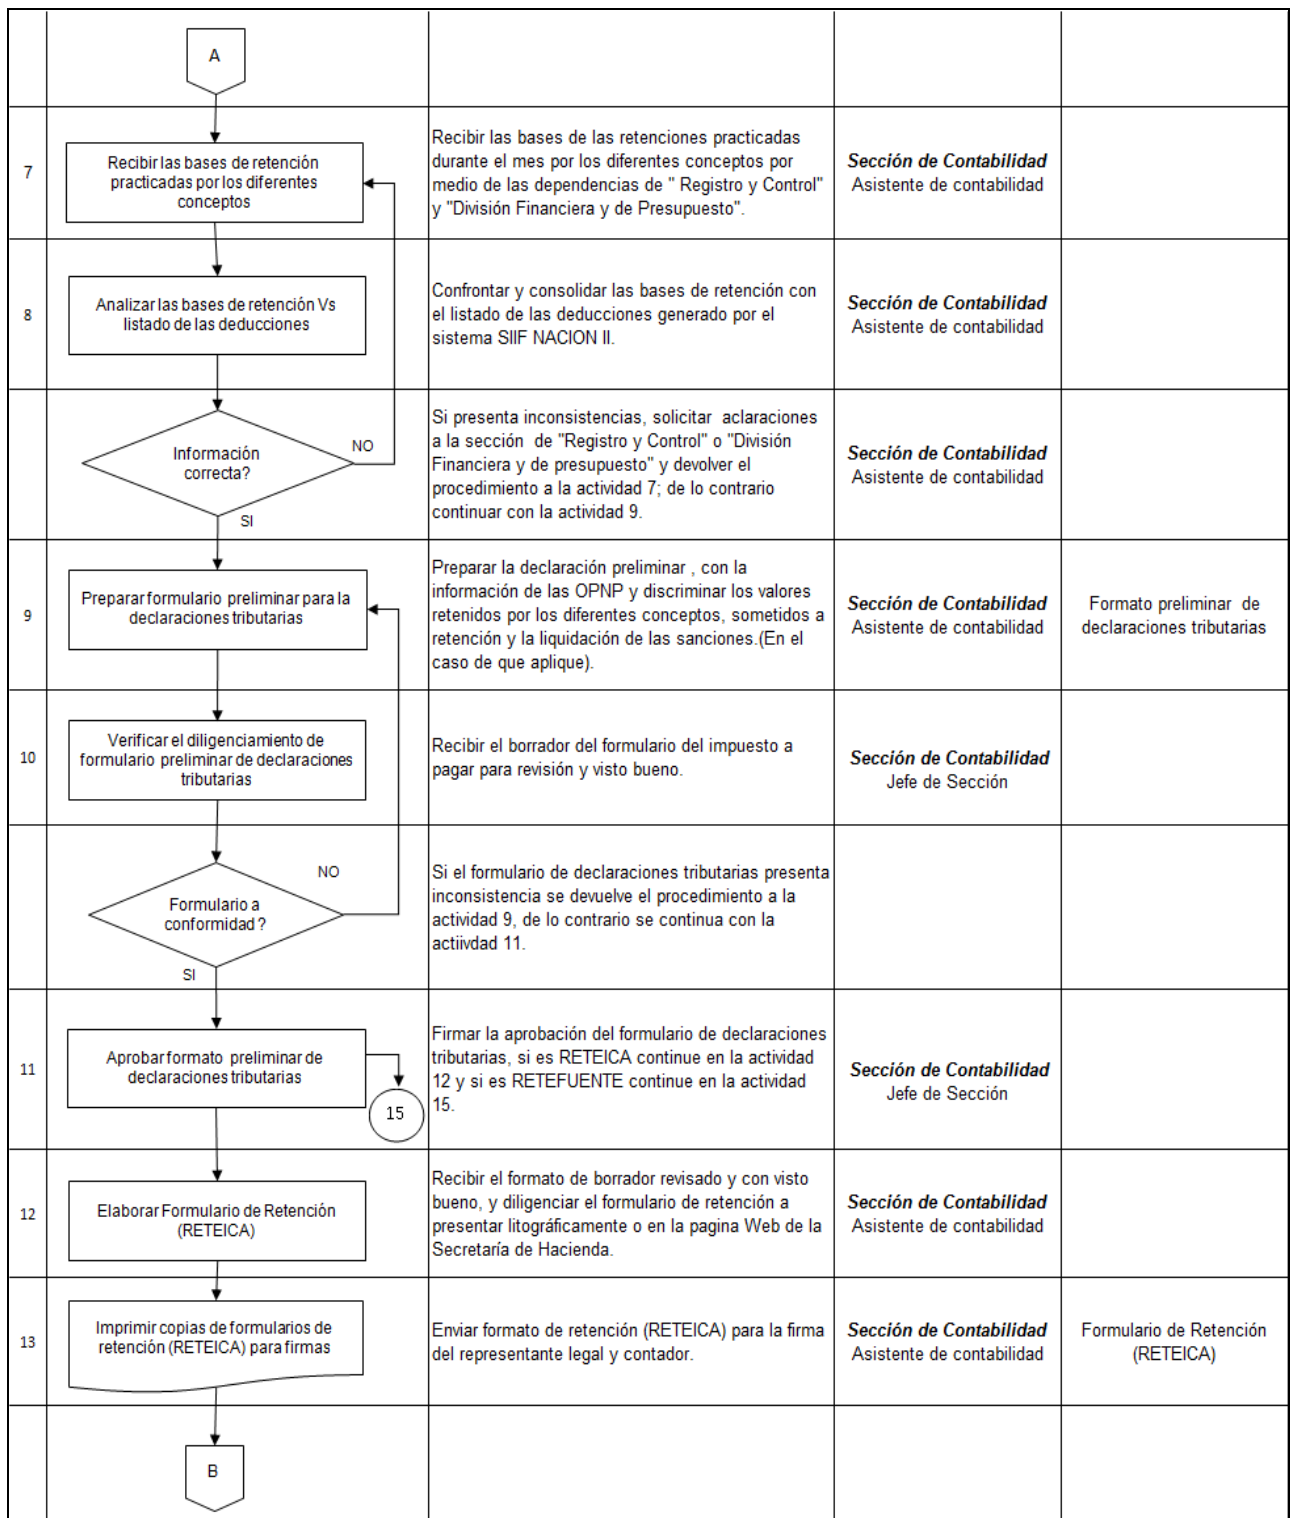 A
7
Recibir las bases de retención
practicadas por los diferentes
conceptos
Recibir las bases de las retenciones practicadas
durante el mes por los diferentes conceptos por
medio de las dependencias de " Registro y Control"
y "División Financiera y de Presupuesto".
Sección de Contabilidad
Asistente de contabilidad
8
Analizar las bases de retención Vs
listado de las deducciones
Confrontar y consolidar las bases de retención con
el listado de las deducciones generado por el
sistema SIIF NACION II.
Sección de Contabilidad
Asistente de contabilidad
Información
correcta?
NO
SI
Si presenta inconsistencias, solicitar aclaraciones
a la sección de "Registro y Control" o "División
Financiera y de presupuesto" y devolver el
procedimiento a la actividad 7; de lo contrario
continuar con la actividad 9.
Sección de Contabilidad
Asistente de contabilidad
9
Preparar formulario preliminar para la
declaraciones tributarias
Preparar la declaración preliminar , con la
información de las OPNP y discriminar los valores
retenidos por los diferentes conceptos, sometidos a
retención y la liquidación de las sanciones.(En el
caso de que aplique).
Sección de Contabilidad
Asistente de contabilidad
Formato preliminar de
declaraciones tributarias
10
Verificar el diligenciamiento de
formulario preliminar de declaraciones
tributarias
Recibir el borrador del formulario del impuesto a
pagar para revisión y visto bueno.
Sección de Contabilidad
Jefe de Sección
Formulario a
conformidad ?
NO
SI
Si el formulario de declaraciones tributarias presenta
inconsistencia se devuelve el procedimiento a la
actividad 9, de lo contrario se continua con la
actiivdad 11.
11
Aprobar formato preliminar de
declaraciones tributarias
15
Firmar la aprobación del formulario de declaraciones
tributarias, si es RETEICA continue en la actividad
12 y si es RETEFUENTE continue en la actividad
15.
Sección de Contabilidad
Jefe de Sección
12
Elaborar Formulario de Retención
(RETEICA)
Recibir el formato de borrador revisado y con visto
bueno, y diligenciar el formulario de retención a
presentar litográficamente o en la pagina Web de la
Secretaría de Hacienda.
Sección de Contabilidad
Asistente de contabilidad
13
Imprimir copias de formularios de
retención (RETEICA) para firmas
Enviar formato de retención (RETEICA) para la firma
del representante legal y contador.
Sección de Contabilidad
Asistente de contabilidad
Formulario de Retención
(RETEICA)
B